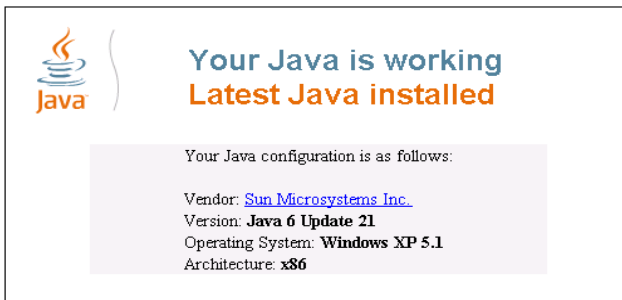 Java
Your Java is working
Latest Java installed
Your Java configuration is as follows:
Vendor: Sun Microsystems Inc.
Version: Java 6 Update 21
Operating System: Windows XP 5.1
Architecture: x86